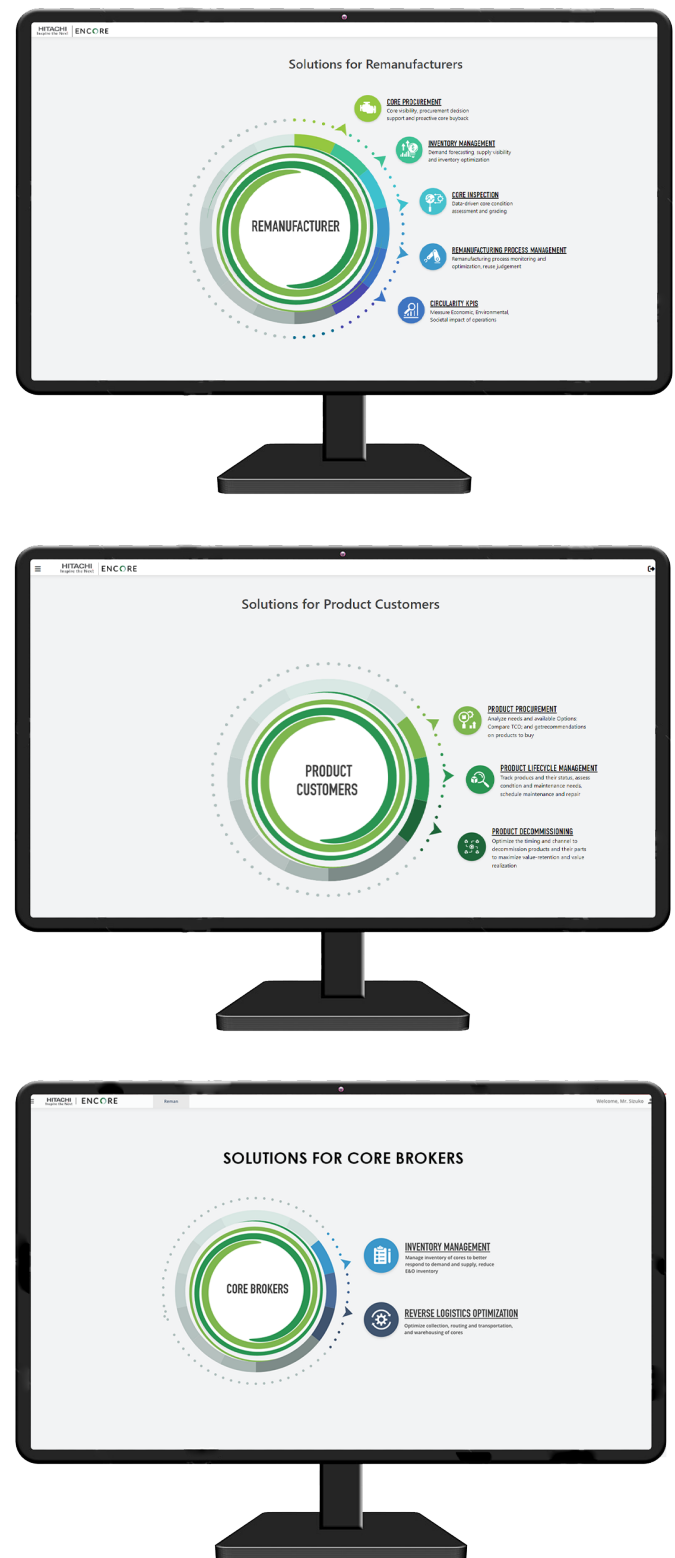 HITACHI
Inspire the Next
ENCORE
Solutions for Remanufacturers
CORE PROCUREMENT
Core visibility, procurement decision
support and proactive core buyback
INVENTORY MANAGEMENT
Demand forecasting, supply visibility
and inventory optimization
CORE INSPECTION
Data-driven core condition
assessment and grading
REMANUFACTURER
REMANUFACTURING PROCESS MANAGEMENT
Remanufacturing process monitoring and
optimization, reuse judgement
CIRCULARITY KPIS
Measure Economic, Environmental,
Societal impact of operations
HITACHI
Inspire the Next
ENCORE
Solutions for Product Customers
PRODUCT PROCUREMENT
Analyze needs and available Options;
Compare TCO; and getrecommendations
on products to buy
PRODUCT
CUSTOMERS
PRODUCT LIFECYCLE MANAGEMENT
Track producs and their status, assess
condtion and maintenance needs,
schedule maintenance and repair
PRODUCT DECOMMISSIONING
Optimize the timing and channel to
decommission products and their parts
to maximize value-retention and value
realization
HITACHI
Inspire the Next
ENCORE
Reman
Welcome, Mr. Sizuke
SOLUTIONS FOR CORE BROKERS
INVENTORY MANAGEMENT
Manage inventory of cores to better
respond to demand and supply, reduce
E&O inventory
CORE BROKERS
REVERSE LOGISTICS OPTIMIZATION
Optimize collection, routing and transportation,
and warehousing of cores